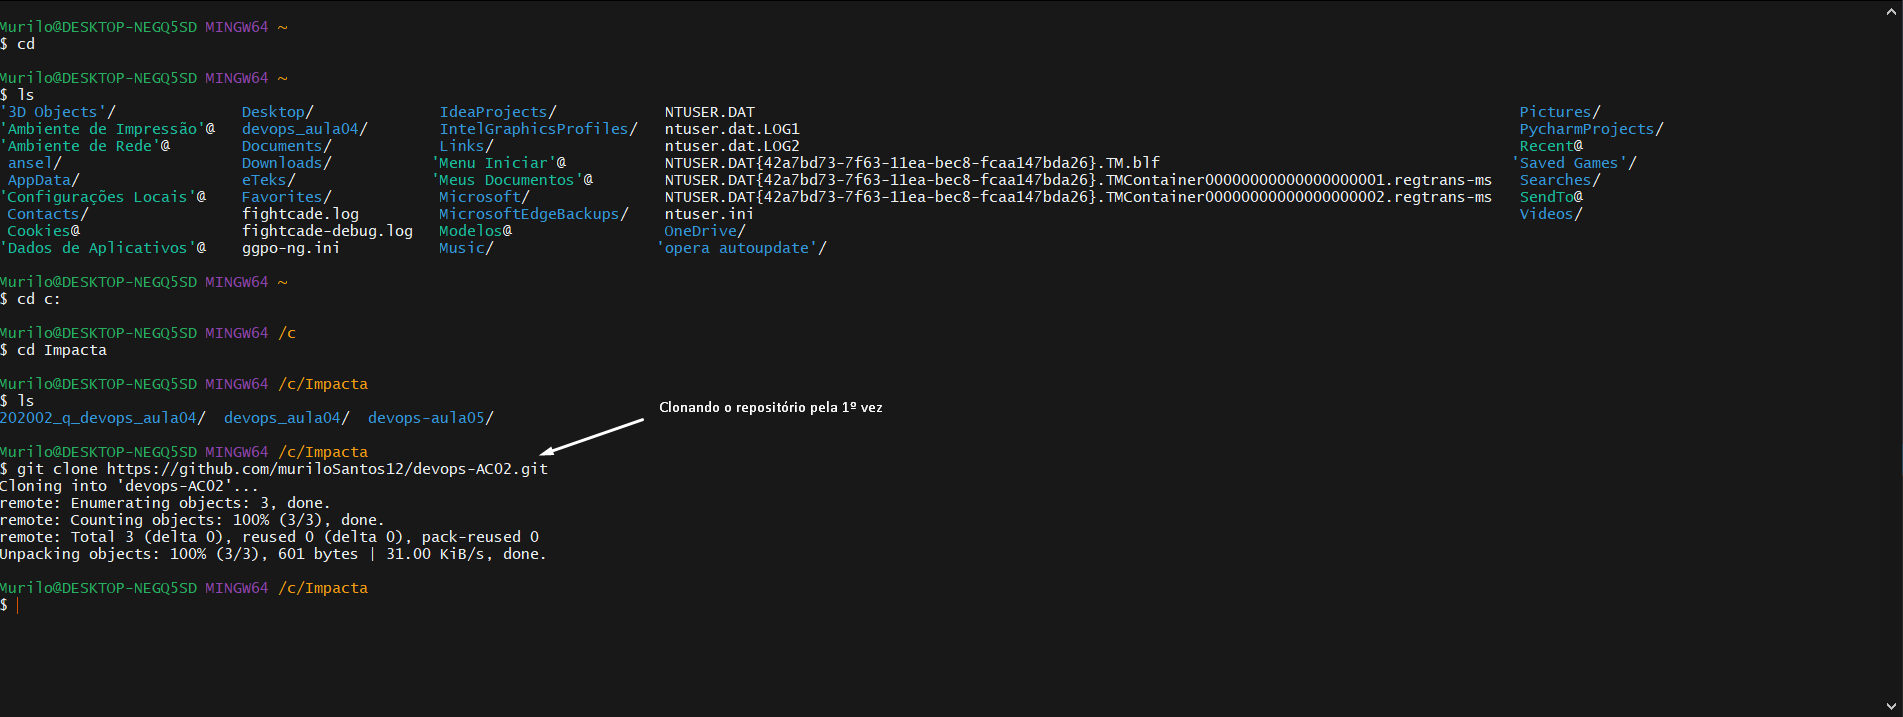 Murilo@DESKTOP-NEGQ5SD MINGW64 ~
$ cd
Murilo@DESKTOP-NEGQ5SD MINGW64 ~
$ ls
'3D Objects'/ Desktop/ IdeaProjects/ NTUSER.DAT Pictures/
'Ambiente de Impressão'@ devops_aula04/ IntelGraphicsProfiles/ ntuser.dat.LOG1 PycharmProjects/
'Ambiente de Rede'@ Documents/ Links/ ntuser.dat.LOG2 Recent@
ansel/ Downloads/ 'Menu Iniciar'@ NTUSER.DAT{42a7bd73-7f63-11ea-bec8-fcaa147bda26}.TM.blf 'Saved Games'/
AppData/ eTeks/ 'Meus Documentos'@ NTUSER.DAT{42a7bd73-7f63-11ea-bec8-fcaa147bda26}.TMContainer00000000000000000001.regtrans-ms Searches/
'Configurações Locais'@ Favorites/ Microsoft/ NTUSER.DAT{42a7bd73-7f63-11ea-bec8-fcaa147bda26}.TMContainer00000000000000000002.regtrans-ms SendTo@
Contacts/ fightcade.log MicrosoftEdgeBackups/ ntuser.ini Videos/
Cookies@ fightcade-debug.log Modelos@ OneDrive/
'Dados de Aplicativos'@ ggpo-ng.ini Music/ 'opera autoupdate'/
Murilo@DESKTOP-NEGQ5SD MINGW64 ~
$ cd c:
Murilo@DESKTOP-NEGQ5SD MINGW64 /c
$ cd Impacta
Murilo@DESKTOP-NEGQ5SD MINGW64 /c/Impacta
$ ls
202002_q_devops_aula04/ devops_aula04/ devops-aula05/
Clonando o repositório pela 1º vez
Murilo@DESKTOP-NEGQ5SD MINGW64 /c/Impacta
$ git clone https://github.com/muriloSantos12/devops-AC02.git
Cloning into 'devops-AC02'...
remote: Enumerating objects: 3, done.
remote: Counting objects: 100% (3/3), done.
remote: Total 3 (delta 0), reused 0 (delta 0), pack-reused 0
Unpacking objects: 100% (3/3), 601 bytes | 31.00 KiB/s, done.
Murilo@DESKTOP-NEGQ5SD MINGW64 /c/Impacta
$